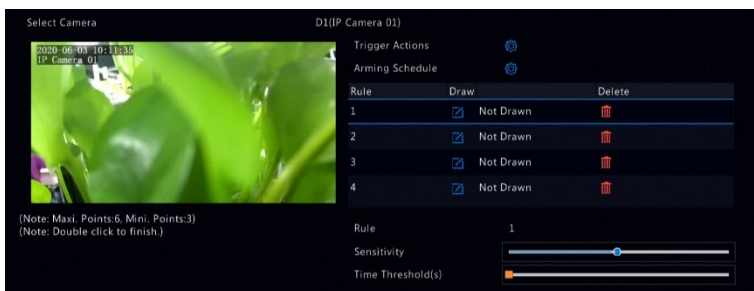 Select Camera D1(IP Camera 01)
2020-06-03 10:11:35
IP Camera 01
Trigger Actions
Arming Schedule
Rule Draw Delete
1 Not Drawn
2 Not Drawn
3 Not Drawn
4 Not Drawn
(Note: Maxi. Points:6, Mini. Points:3)
(Note: Double click to finish.)
Rule 1
Sensitivity
Time Threshold(s)